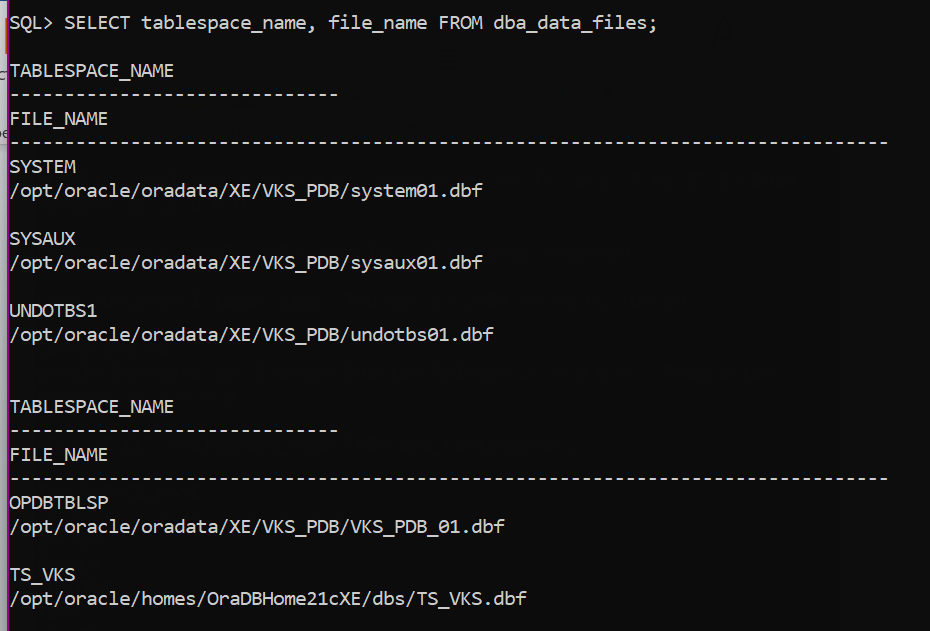 SQL> SELECT tablespace_name, file_name FROM dba_data_files;
TABLESPACE_NAME
------------------------------
FILE_NAME
--------------------------------------------------------------------------------
SYSTEM
/opt/oracle/oradata/XE/VKS_PDB/system01.dbf
SYSAUX
/opt/oracle/oradata/XE/VKS_PDB/sysaux01.dbf
UNDOTBS1
/opt/oracle/oradata/XE/VKS_PDB/undotbs01.dbf
TABLESPACE_NAME
------------------------------
FILE_NAME
--------------------------------------------------------------------------------
OPDBTBLSP
/opt/oracle/oradata/XE/VKS_PDB/VKS_PDB_01.dbf
TS_VKS
/opt/oracle/homes/OraDBHome21cXE/dbs/TS_VKS.dbf